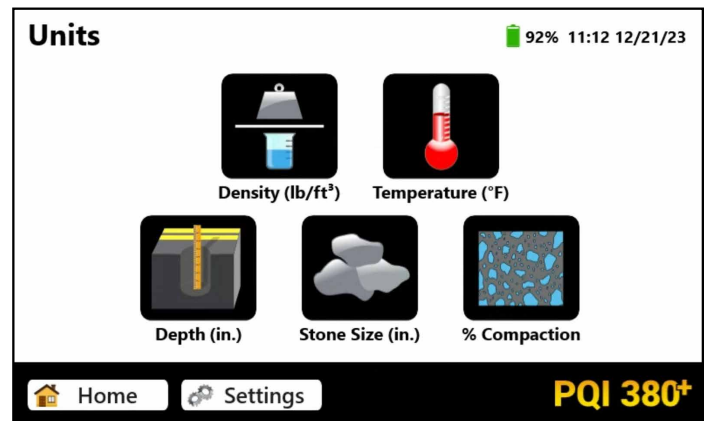 Units
92% 11:12 12/21/23
Density (lb/ft³) Temperature (°F)
Depth (in.) Stone Size (in.) % Compaction
Home Settings PQI 380+